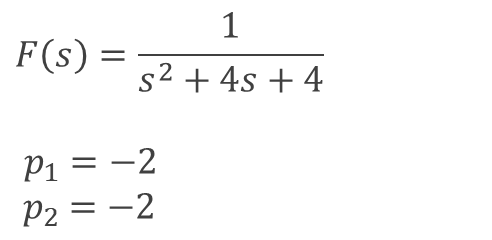 F(s) = 1 / (s² + 4s + 4)
p₁ = −2
p₂ = −2